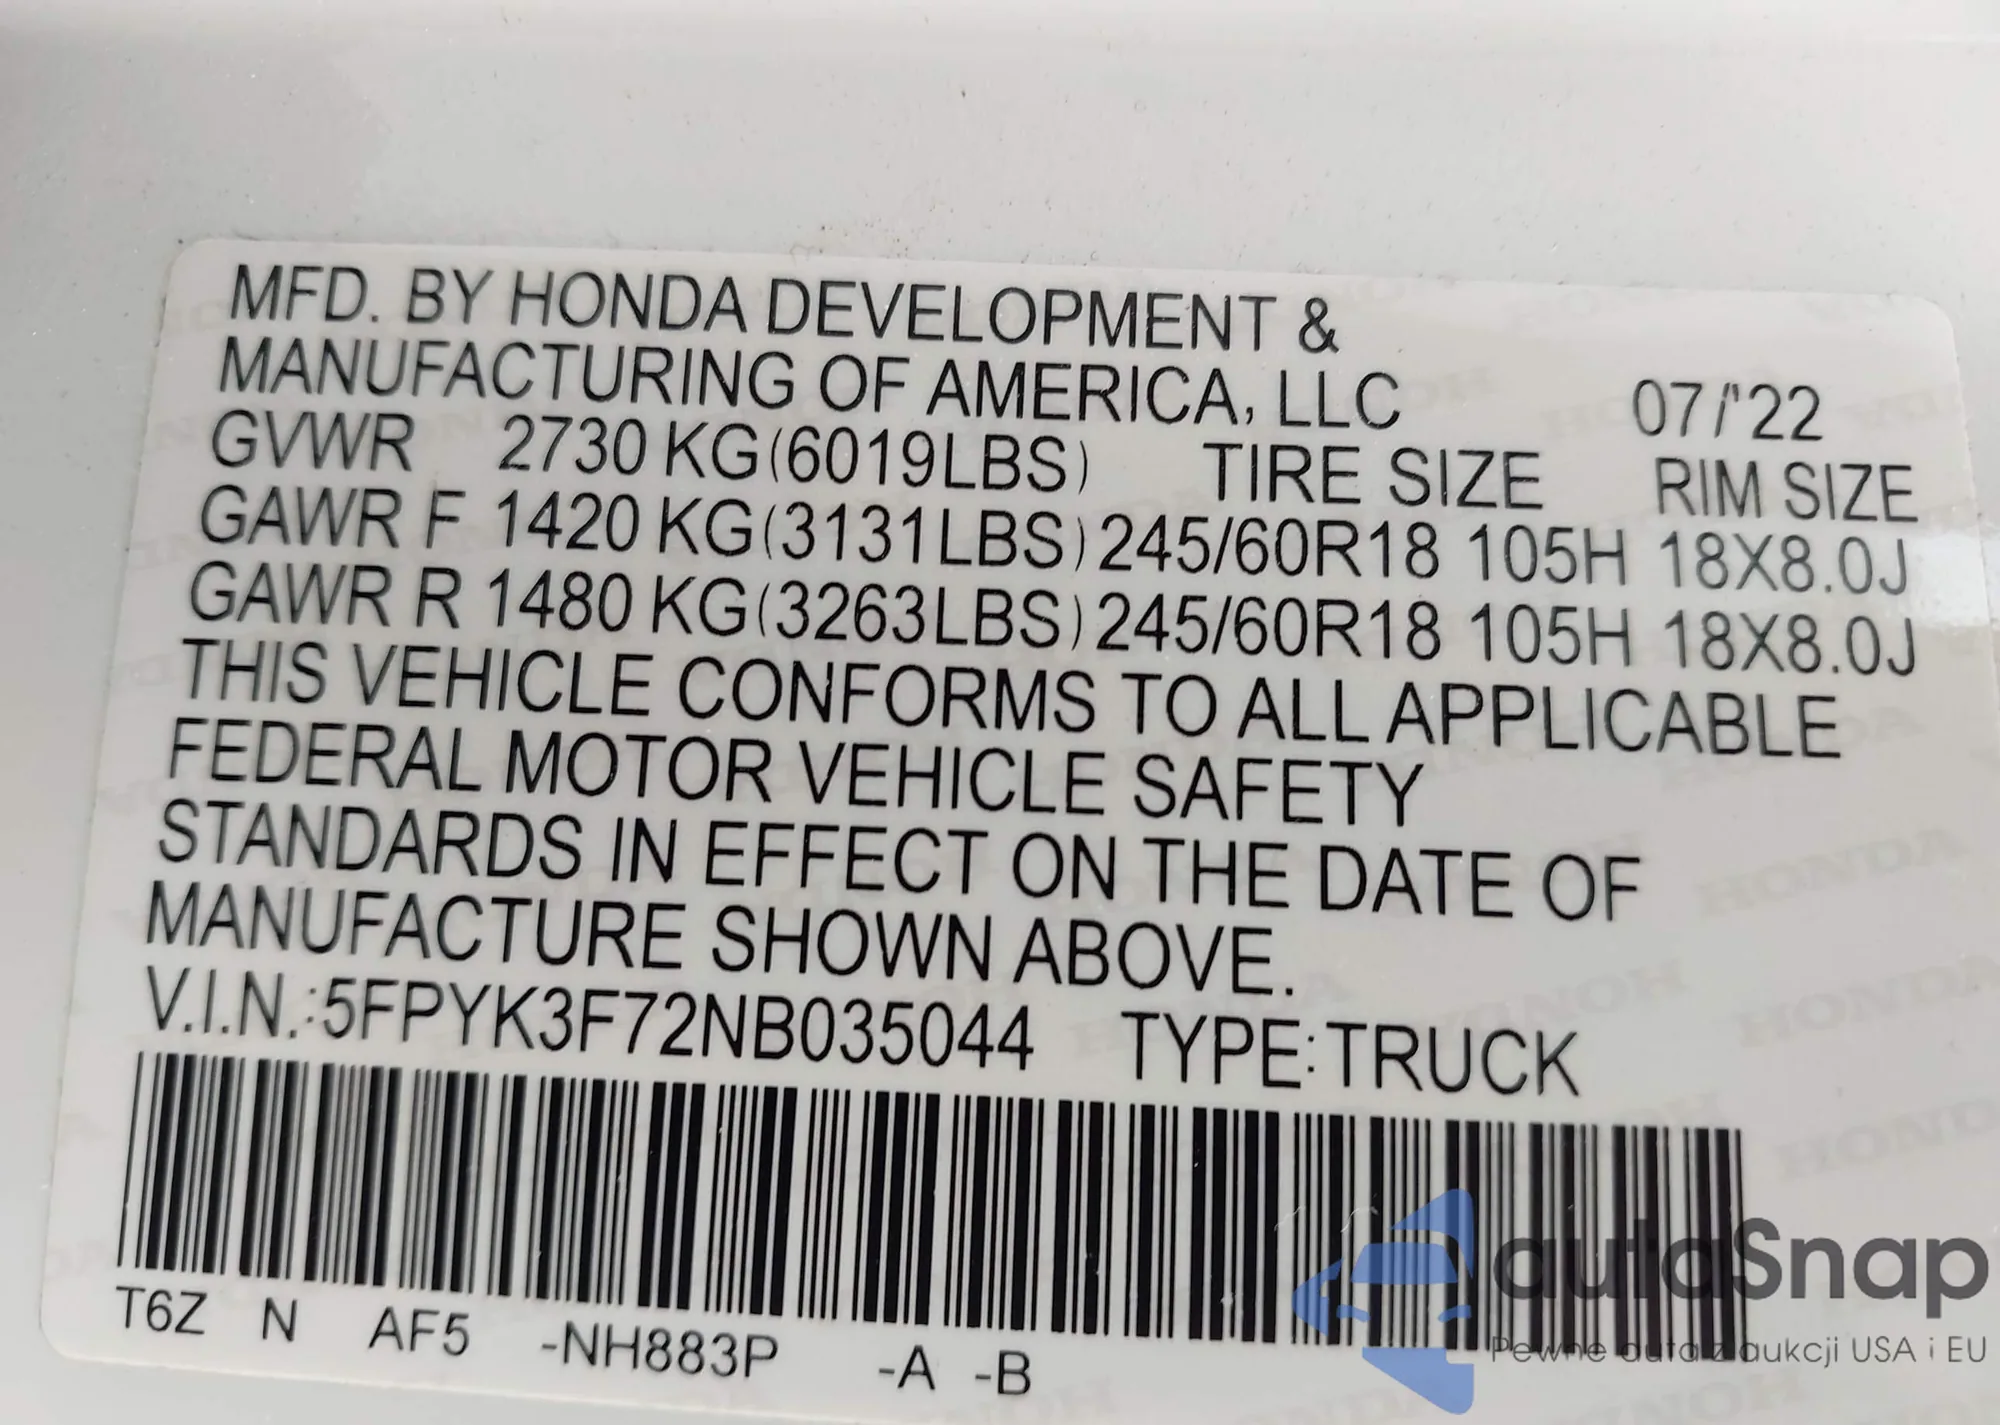 MFD. BY HONDA DEVELOPMENT &
MANUFACTURING OF AMERICA, LLC 07/'22
GVWR 2730 KG(6019LBS) TIRE SIZE RIM SIZE
GAWR F 1420 KG(3131LBS) 245/60R18 105H 18X8.0J
GAWR R 1480 KG(3263LBS) 245/60R18 105H 18X8.0J
THIS VEHICLE CONFORMS TO ALL APPLICABLE
FEDERAL MOTOR VEHICLE SAFETY
STANDARDS IN EFFECT ON THE DATE OF
MANUFACTURE SHOWN ABOVE.
V.I.N.:5FPYK3F72NB035044 TYPE:TRUCK
T6Z N AF5 -NH883P -A -B
autaSnap
Pewne auta z aukcji USA i EU